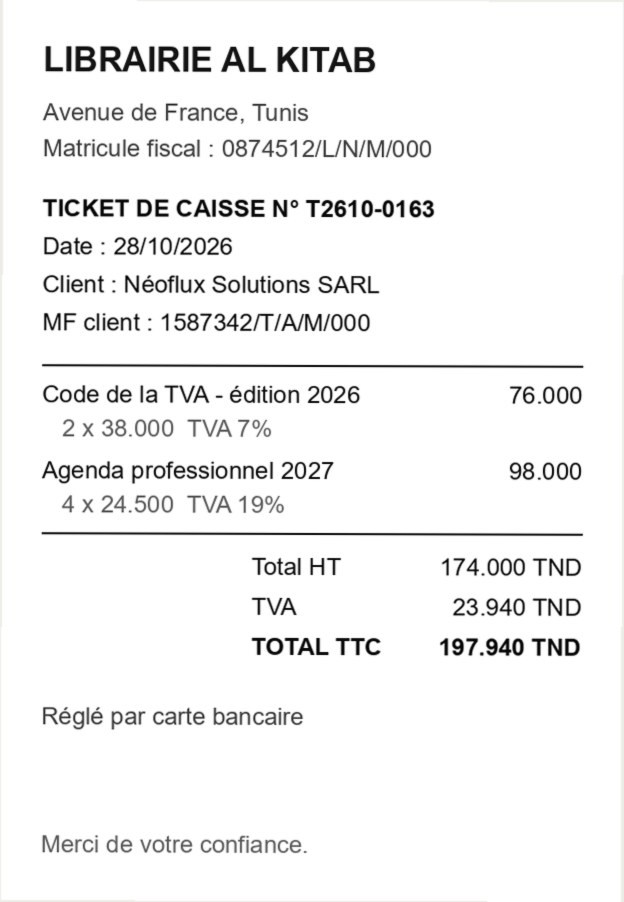 LIBRAIRIE AL KITAB
Avenue de France, Tunis
Matricule fiscal : 0874512/L/N/M/000
TICKET DE CAISSE N° T2610-0163
Date : 28/10/2026
Client : Néoflux Solutions SARL
MF client : 1587342/T/A/M/000
Code de la TVA - édition 2026 76.000
2 x 38.000 TVA 7%
Agenda professionnel 2027 98.000
4 x 24.500 TVA 19%
Total HT 174.000 TND
TVA 23.940 TND
TOTAL TTC 197.940 TND
Réglé par carte bancaire
Merci de votre confiance.